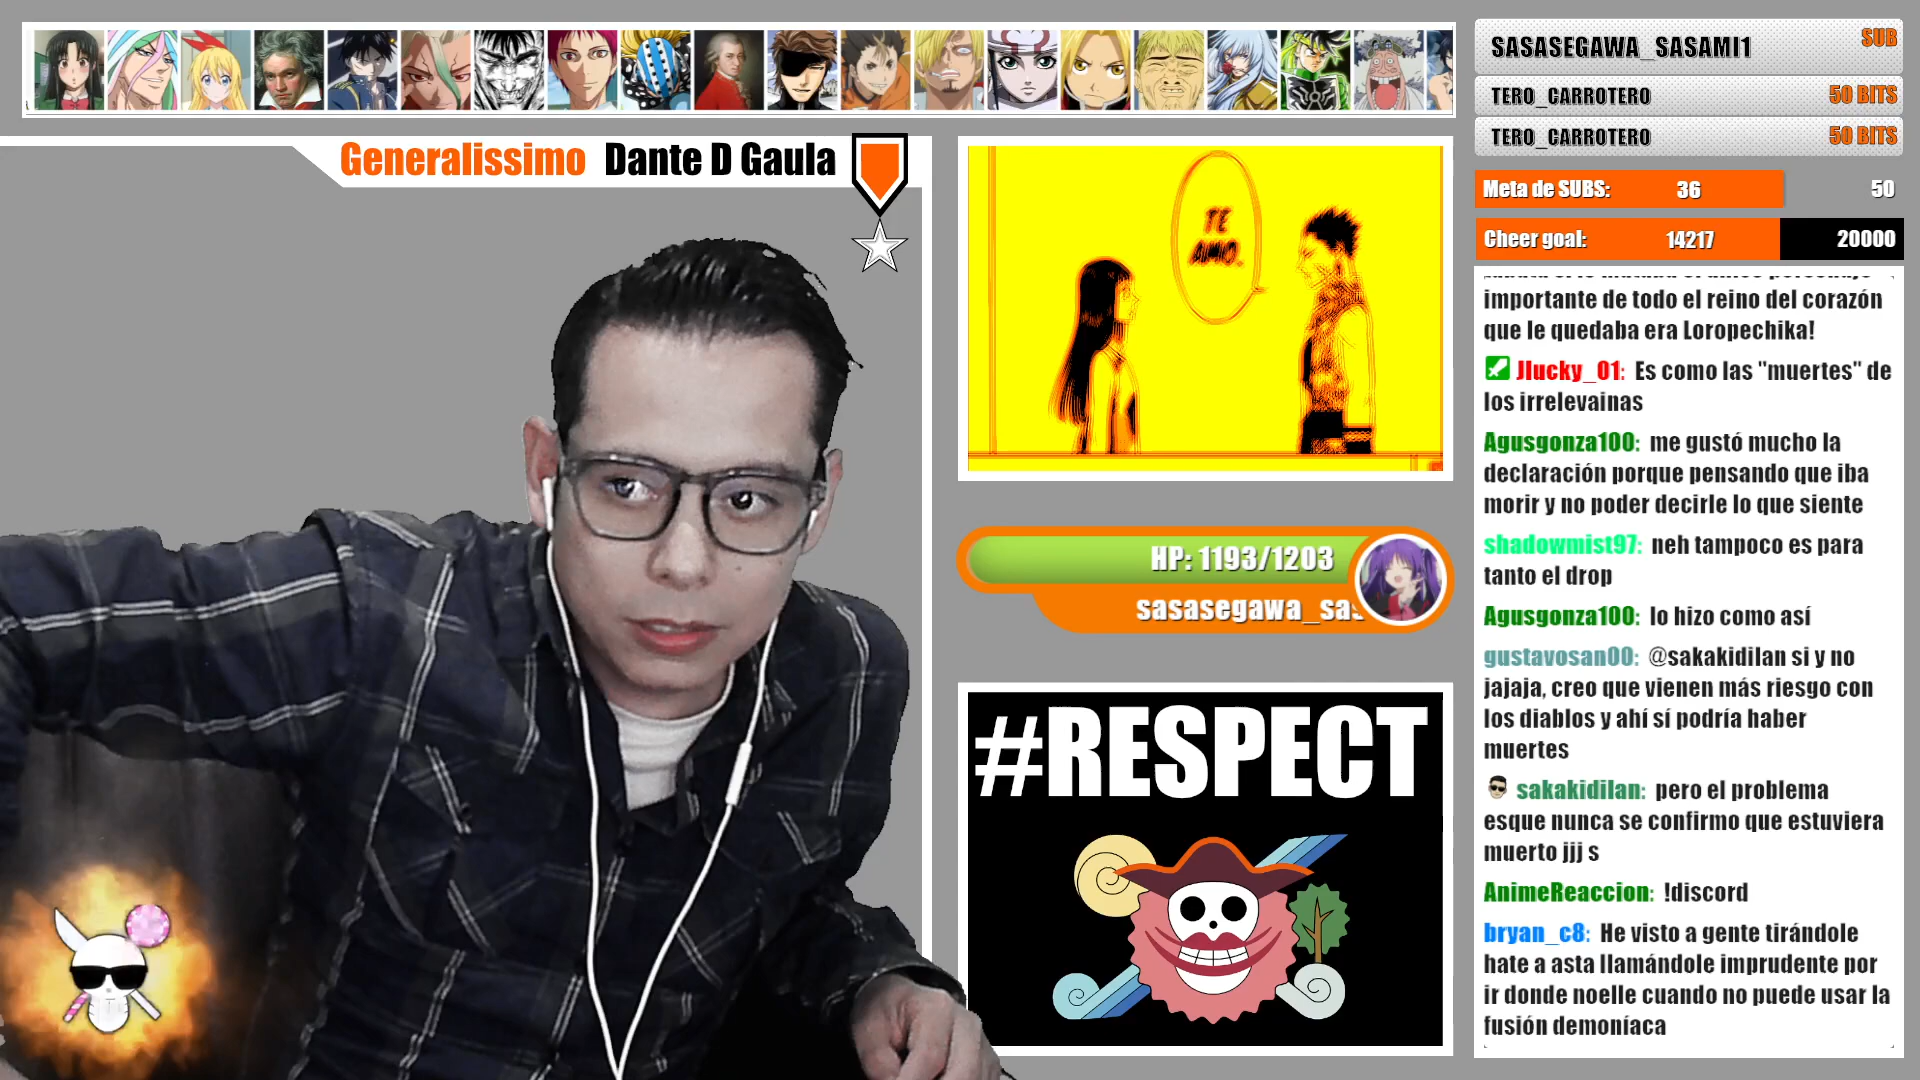 Generalissimo Dante D Gaula
TE
AMO.
HP: 1193/1203
sasasegawa_sas
#RESPECT
SASASEGAWA_SASAMI1 SUB
TERO_CARROTERO 50 BITS
TERO_CARROTERO 50 BITS
Meta de SUBS: 36 50
Cheer goal: 14217 20000
importante de todo el reino del corazón
que le quedaba era Loropechika!
Jlucky_01: Es como las "muertes" de
los irrelevainas
Agusgonza100: me gustó mucho la
declaración porque pensando que iba
morir y no poder decirle lo que siente
shadowmist97: neh tampoco es para
tanto el drop
Agusgonza100: lo hizo como así
gustavosan00: @sakakidilan si y no
jajaja, creo que vienen más riesgo con
los diablos y ahí sí podría haber
muertes
sakakidilan: pero el problema
esque nunca se confirmo que estuviera
muerto jjj s
AnimeReaccion: !discord
bryan_c8: He visto a gente tirándole
hate a asta llamándole imprudente por
ir donde noelle cuando no puede usar la
fusión demoníaca